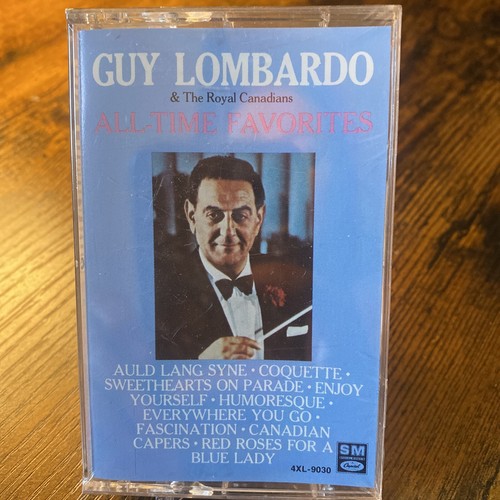 GUY LOMBARDO
& The Royal Canadians
ALL-TIME FAVORITES
AULD LANG SYNE • COQUETTE •
SWEETHEARTS ON PARADE • ENJOY
YOURSELF • HUMORESQUE •
EVERYWHERE YOU GO •
FASCINATION • CANADIAN
CAPERS • RED ROSES FOR A
BLUE LADY
SM
Capitol
4XL-9030